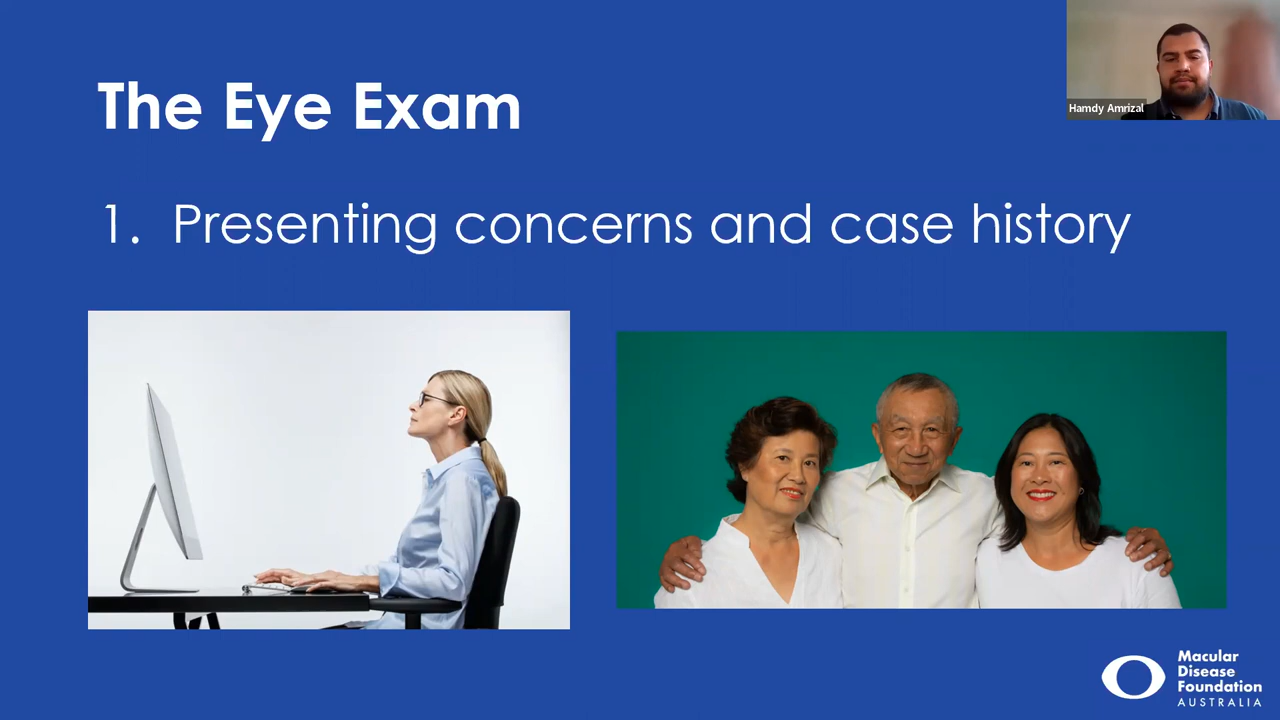 The Eye Exam
Hamdy Amrizal
1. Presenting concerns and case history
Macular
Disease
Foundation
AUSTRALIA